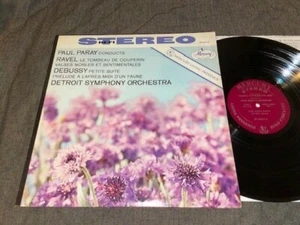 STEREO
PAUL PARAY CONDUCTS
RAVEL LE TOMBEAU DE COUPERIN
VALSES NOBLES ET SENTIMENTALES
DEBUSSY PETITE SUITE
PRELUDE A L'APRES-MIDI D'UN FAUNE
DETROIT SYMPHONY ORCHESTRA
Mercury